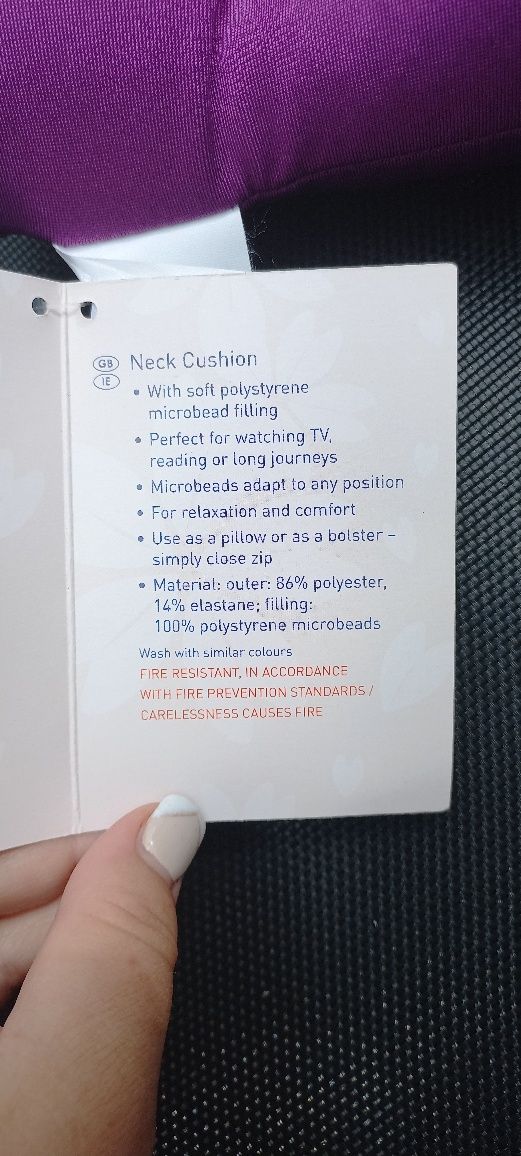 GB Neck Cushion
IE
• With soft polystyrene
microbead filling
• Perfect for watching TV,
reading or long journeys
• Microbeads adapt to any position
• For relaxation and comfort
• Use as a pillow or as a bolster –
simply close zip
• Material: outer: 86% polyester,
14% elastane; filling:
100% polystyrene microbeads
Wash with similar colours
FIRE RESISTANT, IN ACCORDANCE
WITH FIRE PREVENTION STANDARDS /
CARELESSNESS CAUSES FIRE